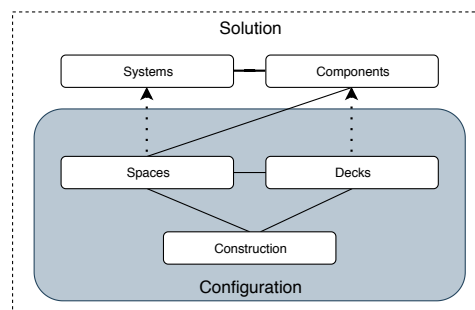 Solution
Systems
Components
Spaces
Decks
Construction
Configuration